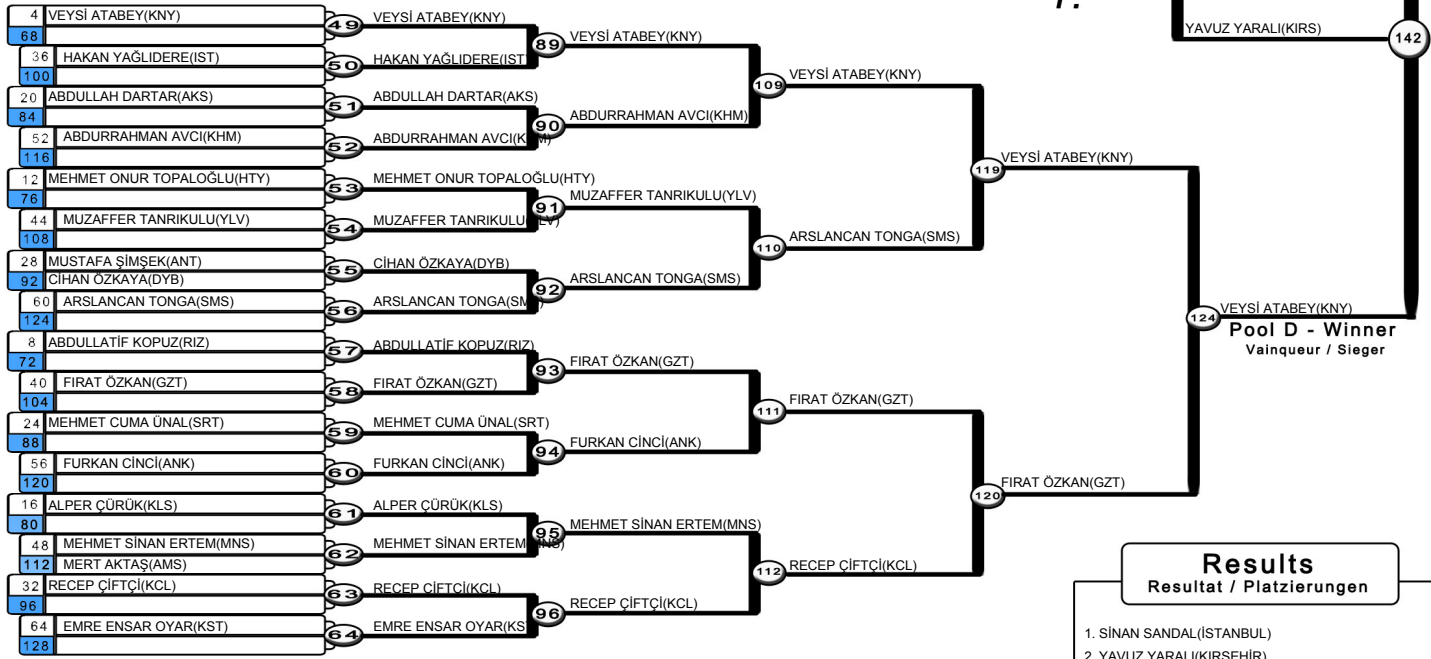 1.
YAVUZ YARALI(KIRS)
142
4 VEYSİ ATABEY(KNY)
68
49
36 HAKAN YAĞLIDERE(IST)
100
50
20 ABDULLAH DARTAR(AKS)
84
51
52 ABDURRAHMAN AVCI(KHM)
116
52
12 MEHMET ONUR TOPALOĞLU(HTY)
76
53
44 MUZAFFER TANRIKULU(YLV)
108
54
28 MUSTAFA ŞİMŞEK(ANT)
92 CİHAN ÖZKAYA(DYB)
55
60 ARSLANCAN TONGA(SMS)
124
56
8 ABDULLATİF KOPUZ(RIZ)
72
57
40 FIRAT ÖZKAN(GZT)
104
58
24 MEHMET CUMA ÜNAL(SRT)
88
59
56 FURKAN CİNCİ(ANK)
120
60
16 ALPER ÇÜRÜK(KLS)
80
61
48 MEHMET SİNAN ERTEM(MNS)
112 MERT AKTAŞ(AMS)
62
32 RECEP ÇİFTÇİ(KCL)
96
63
64 EMRE ENSAR OYAR(KST)
128
64
VEYSİ ATABEY(KNY)
89
HAKAN YAĞLIDERE(IST)
ABDULLAH DARTAR(AKS)
90
ABDURRAHMAN AVCI(KHM)
MEHMET ONUR TOPALOĞLU(HTY)
91
MUZAFFER TANRIKULU(YLV)
CİHAN ÖZKAYA(DYB)
92
ARSLANCAN TONGA(SMS)
ABDULLATİF KOPUZ(RIZ)
93
FIRAT ÖZKAN(GZT)
MEHMET CUMA ÜNAL(SRT)
94
FURKAN CİNCİ(ANK)
ALPER ÇÜRÜK(KLS)
95
MEHMET SİNAN ERTEM(MNS)
RECEP ÇİFTÇİ(KCL)
96
EMRE ENSAR OYAR(KST)
VEYSİ ATABEY(KNY)
109
ABDURRAHMAN AVCI(KHM)
MUZAFFER TANRIKULU(YLV)
110
ARSLANCAN TONGA(SMS)
FIRAT ÖZKAN(GZT)
111
FURKAN CİNCİ(ANK)
MEHMET SİNAN ERTEM(MNS)
112
RECEP ÇİFTÇİ(KCL)
VEYSİ ATABEY(KNY)
119
ARSLANCAN TONGA(SMS)
FIRAT ÖZKAN(GZT)
120
RECEP ÇİFTÇİ(KCL)
VEYSİ ATABEY(KNY)
124
FIRAT ÖZKAN(GZT)
VEYSİ ATABEY(KNY)
Pool D - Winner
Vainqueur / Sieger
Results
Resultat / Platzierungen
1. SİNAN SANDAL(İSTANBUL)
2. YAVUZ YARALI(KIRŞEHİR)